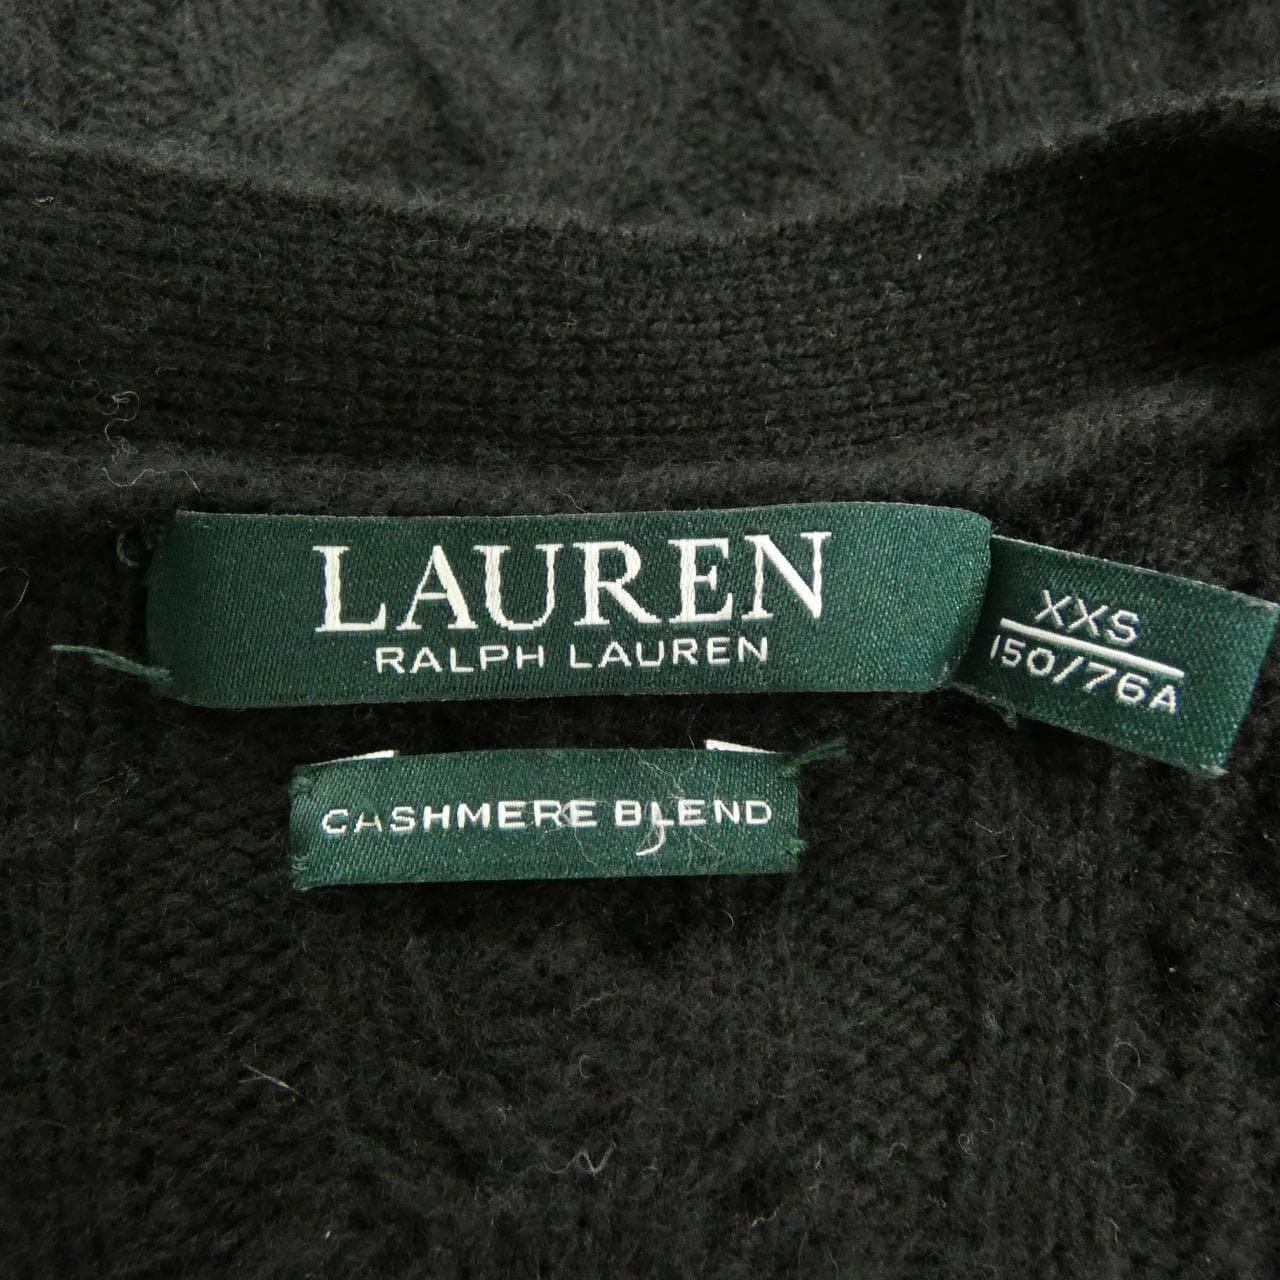 LAUREN
RALPH LAUREN
XXS
150/76A
CASHMERE BLEND